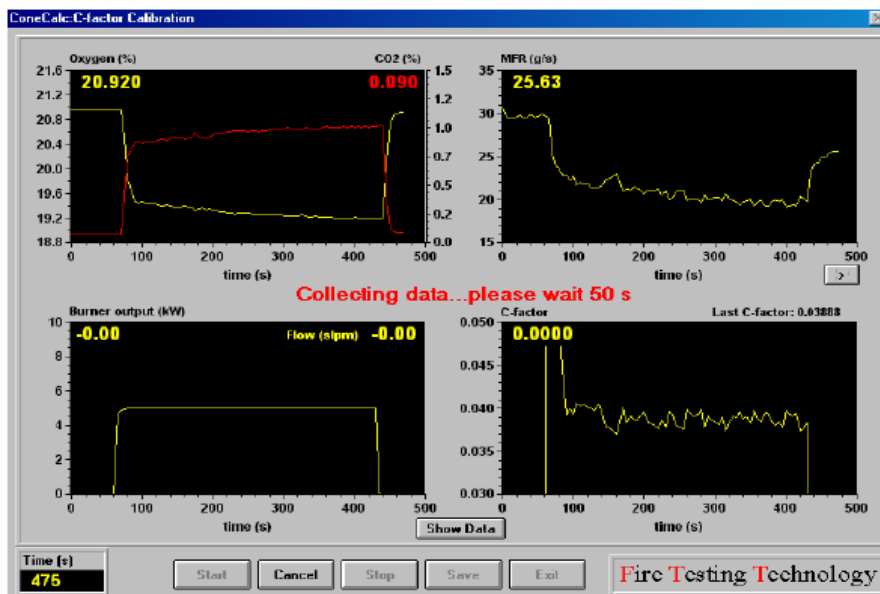 ConeCalc:C-factor Calibration
Oxygen (%) CO2 (%)
20.920 0.090
21.6
21.2
20.8
20.4
20.0
19.6
19.2
18.8
1.5
1.2
1.0
0.7
0.5
0.2
0.0
0 100 200 300 400 500
time (s)
MFR (g/s)
25.63
35
30
25
20
15
0 100 200 300 400 500
time (s)
>
Collecting data...please wait 50 s
Burner output (kW)
-0.00 Flow (slpm) -0.00
10
8
6
4
2
0
0 100 200 300 400 500
time (s)
C-factor Last C-factor: 0.03888
0.0000
0.050
0.045
0.040
0.035
0.030
0 100 200 300 400 500
time (s)
Show Data
Time (s)
475
Start Cancel Stop Save Exit
Fire Testing Technology